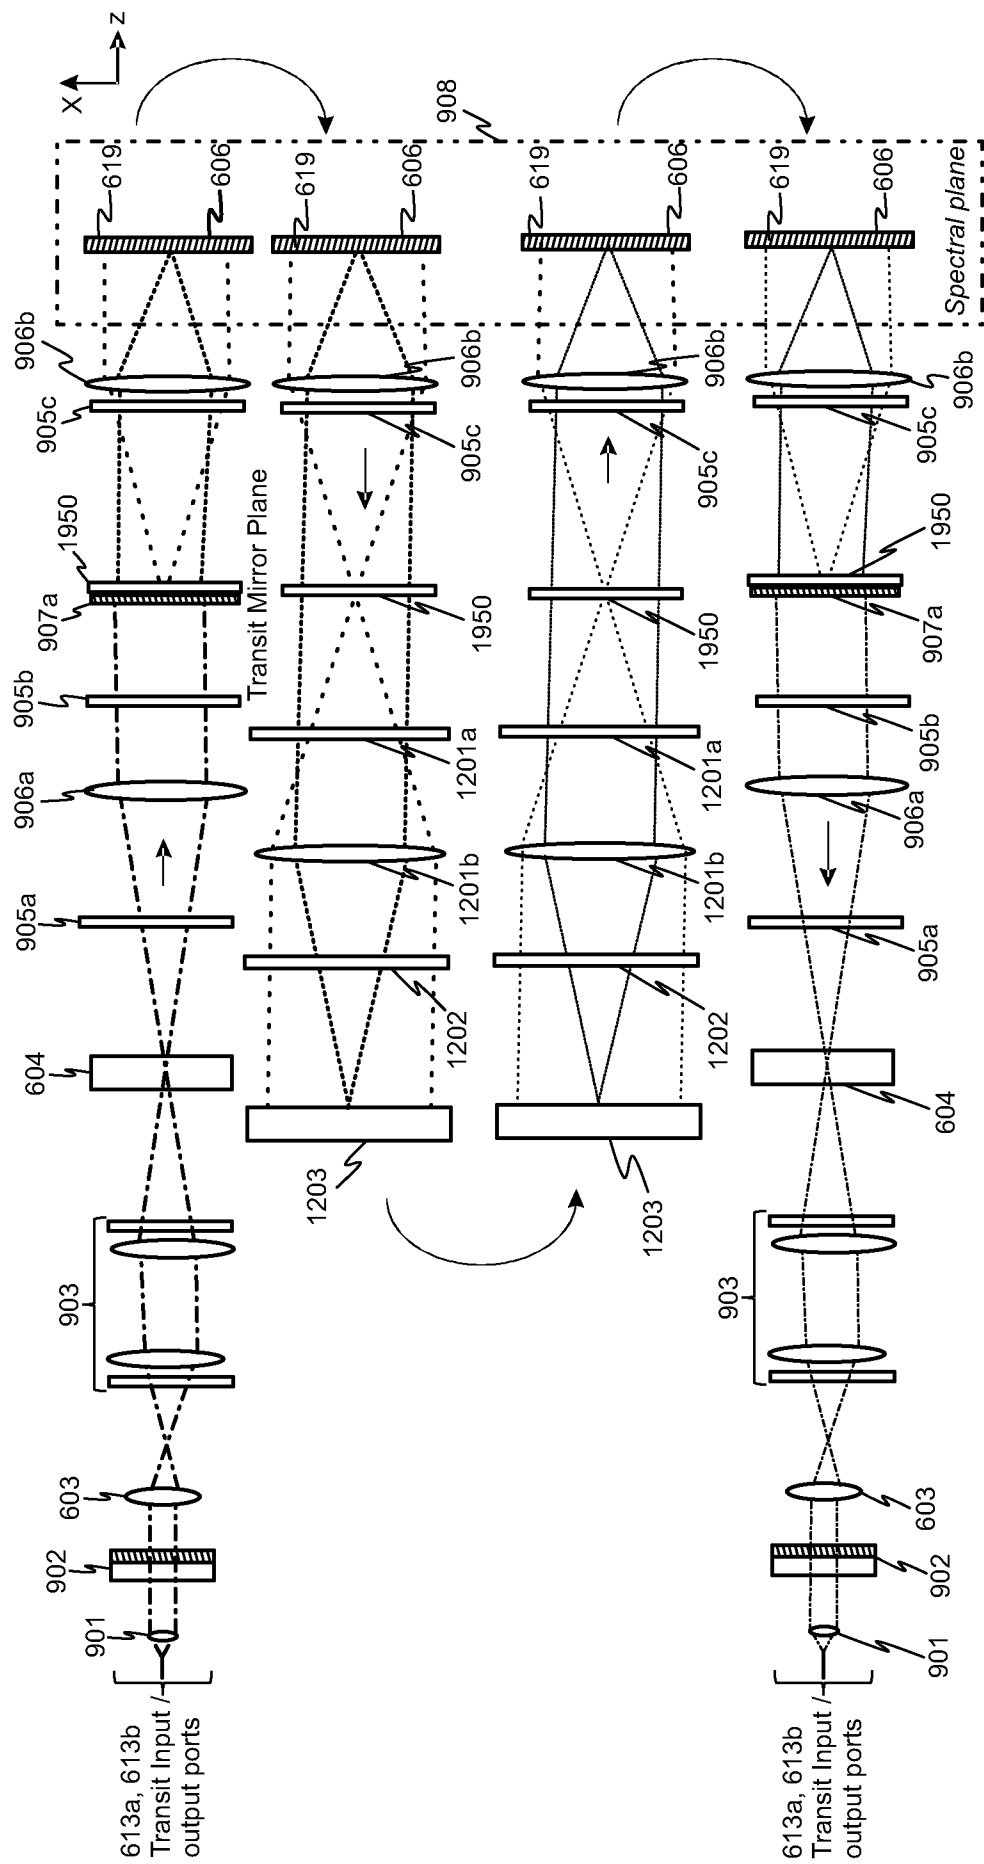 613a, 613b
Transit Input /
output ports
901
902
603
903
604
905a
906a
905b
907a
1950
905c
906b
619
606
X
z
Transit Mirror Plane
1203
1202
1201b
1201a
1950
905c
906b
619
606
908
1203
1202
1201b
1201a
1950
905c
906b
619
606
613a, 613b
Transit Input /
output ports
901
902
603
903
604
905a
906a
905b
907a
1950
905c
906b
619
606
Spectral plane